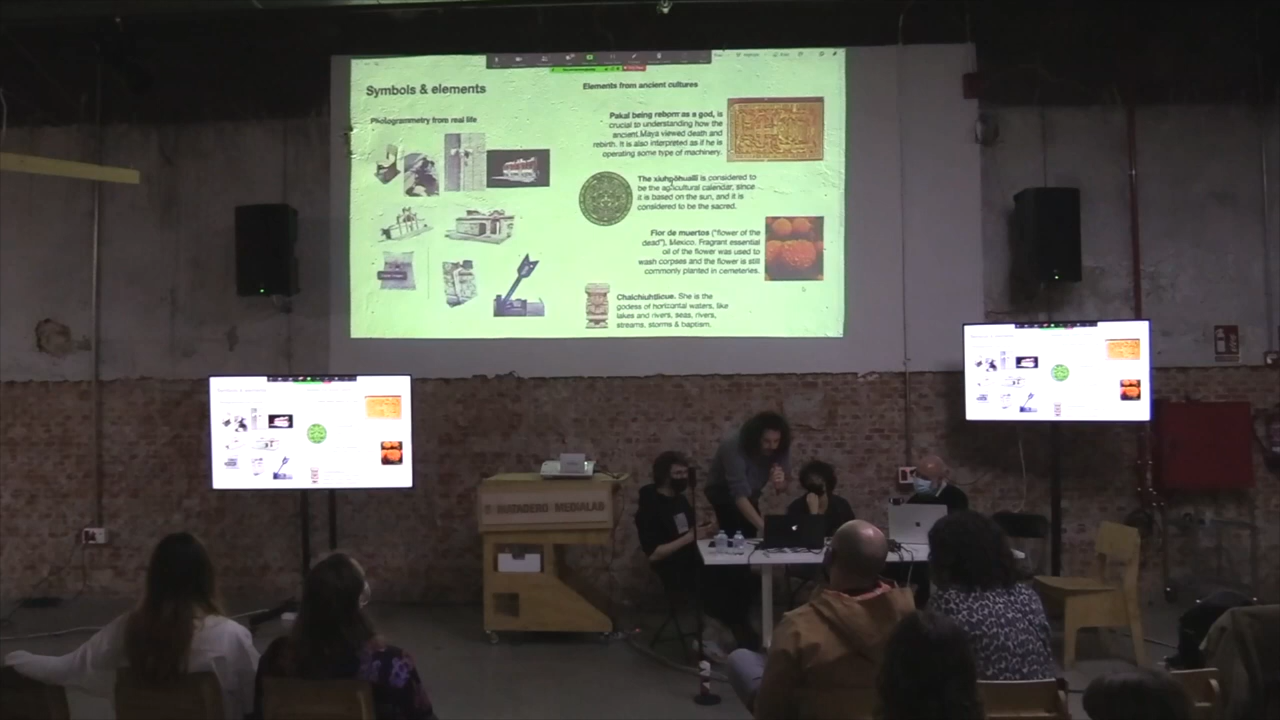 Symbols & elements
Photogrammetry from real life
Elements from ancient cultures
Pakal being reborn as a god, is
crucial to understanding how the
ancient Maya viewed death and
rebirth. It is also interpreted as if he is
operating some type of machinery.
The xiuhpōhualli is considered to
be the agricultural calendar, since
it is based on the sun, and it is
considered to be the sacred.
Flor de muertos ("flower of the
dead"), Mexico. Fragrant essential
oil of the flower was used to
wash corpses and the flower is still
commonly planted in cemeteries.
Chalchiuhtlicue. She is the
godess of horizontal waters, like
lakes and rivers, seas, rivers,
streams, storms & baptism.
MATADERO MEDIALAB